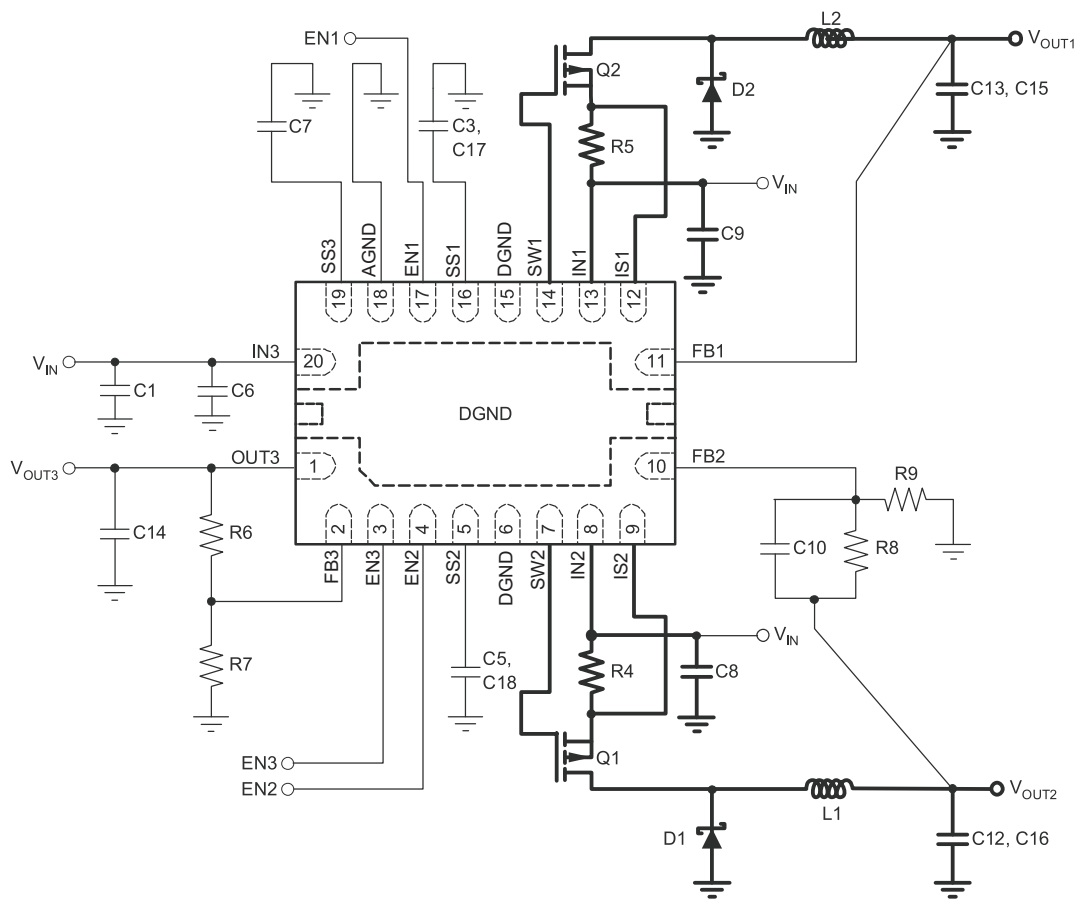 EN1
L2
VOUT1
Q2
D2
C13, C15
C7
C3,
C17
R5
VIN
C9
SS3
AGND
EN1
SS1
DGND
SW1
IN1
IS1
19
18
17
16
15
14
13
12
VIN
IN3
20
11
FB1
C1
C6
DGND
VOUT3
OUT3
1
10
FB2
R9
C14
R6
2
3
4
5
6
7
8
9
C10
R8
FB3
EN3
EN2
SS2
DGND
SW2
IN2
IS2
VIN
R7
C5,
C18
R4
C8
EN3
EN2
Q1
VOUT2
L1
D1
C12, C16